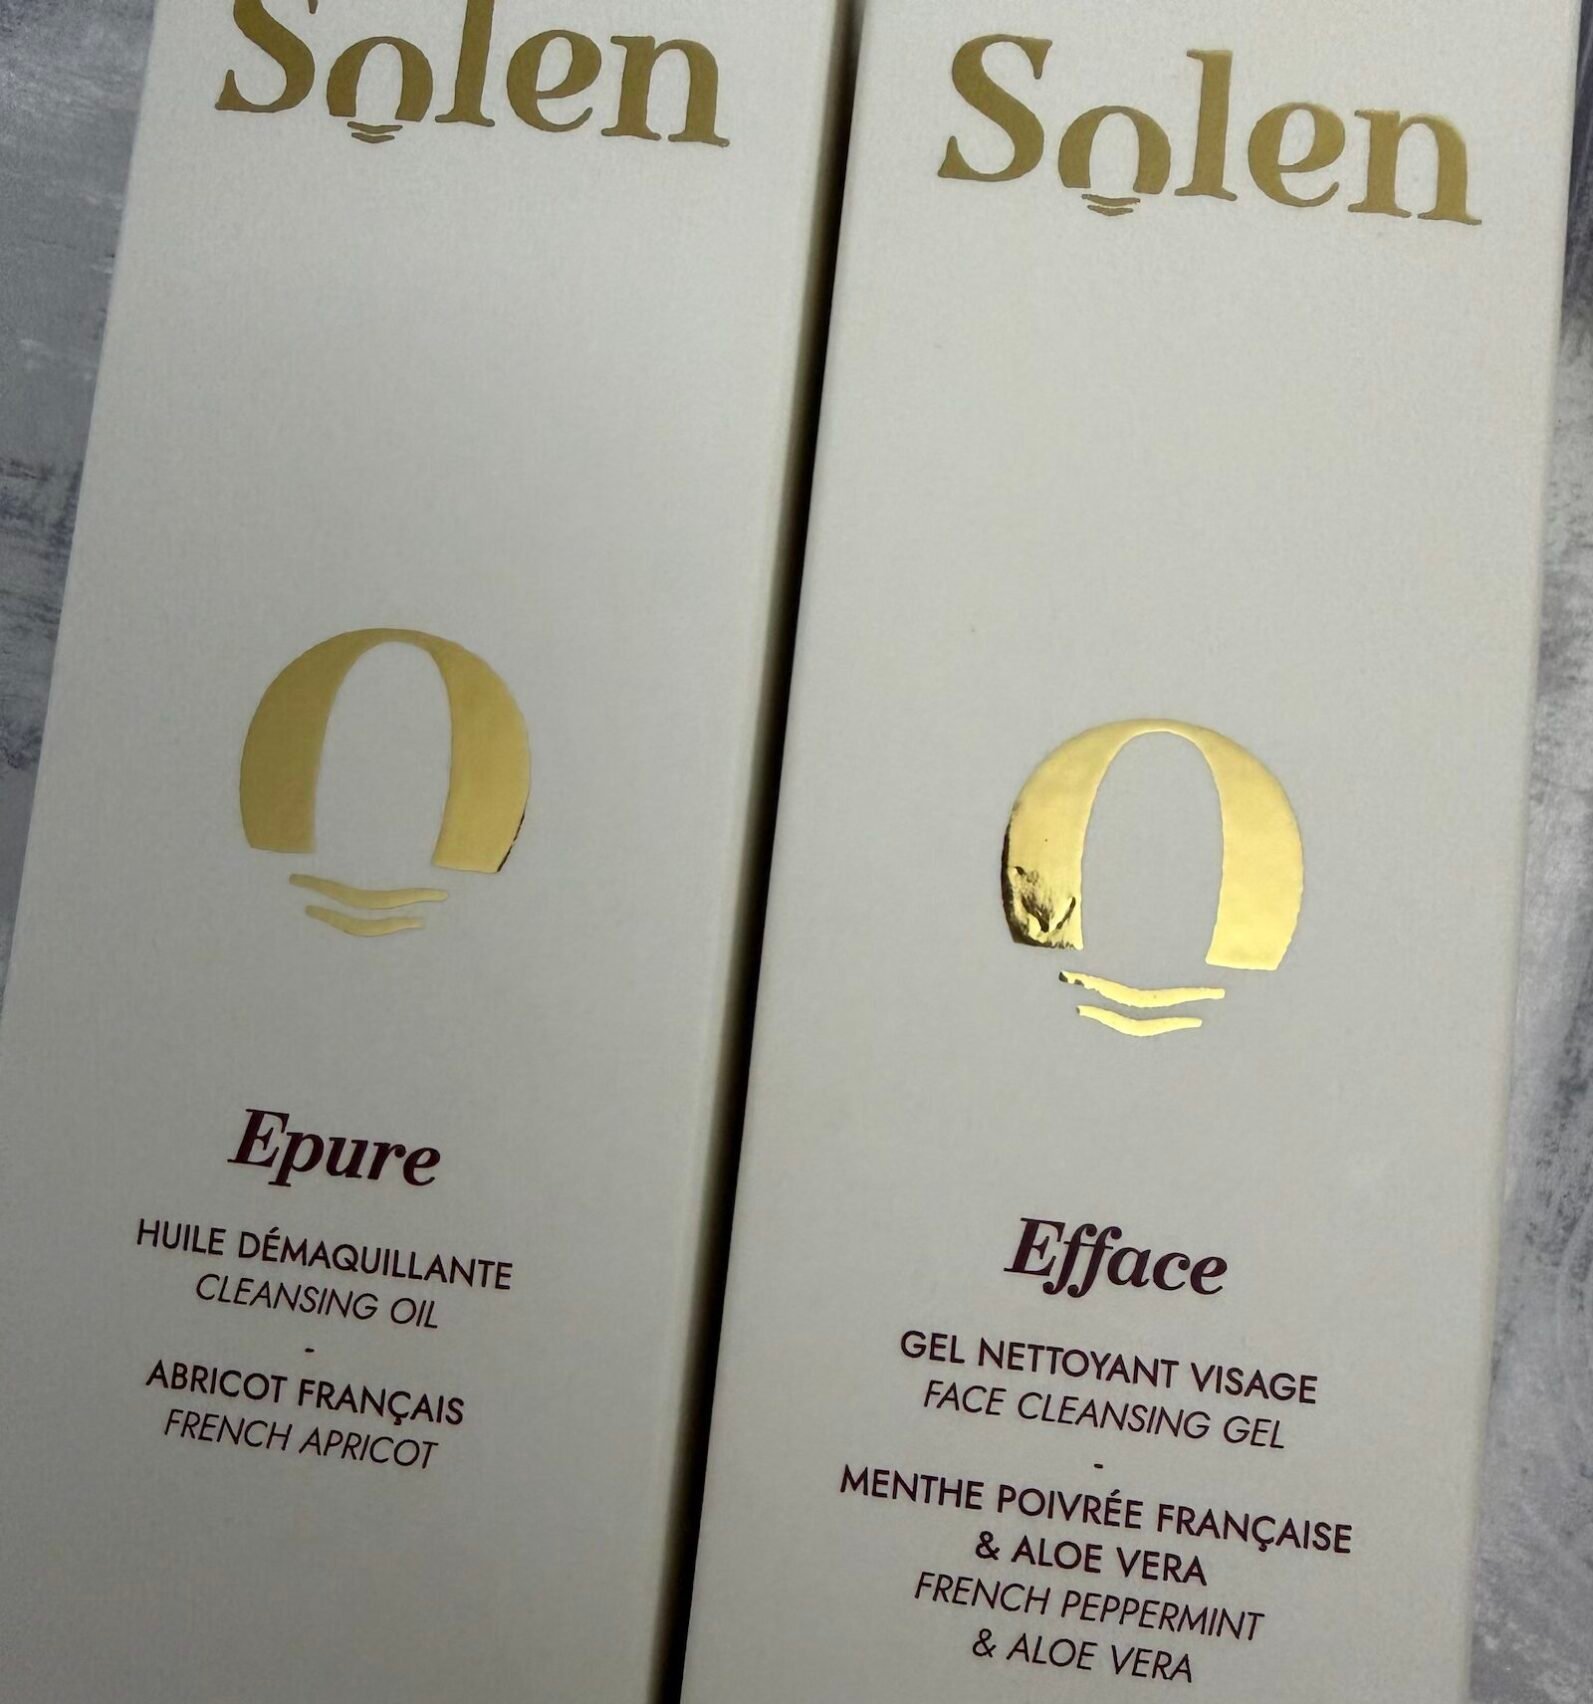 Solen
Epure
HUILE DÉMAQUILLANTE
CLEANSING OIL
-
ABRICOT FRANÇAIS
FRENCH APRICOT
Solen
Efface
GEL NETTOYANT VISAGE
FACE CLEANSING GEL
-
MENTHE POIVRÉE FRANÇAISE
& ALOE VERA
FRENCH PEPPERMINT
& ALOE VERA